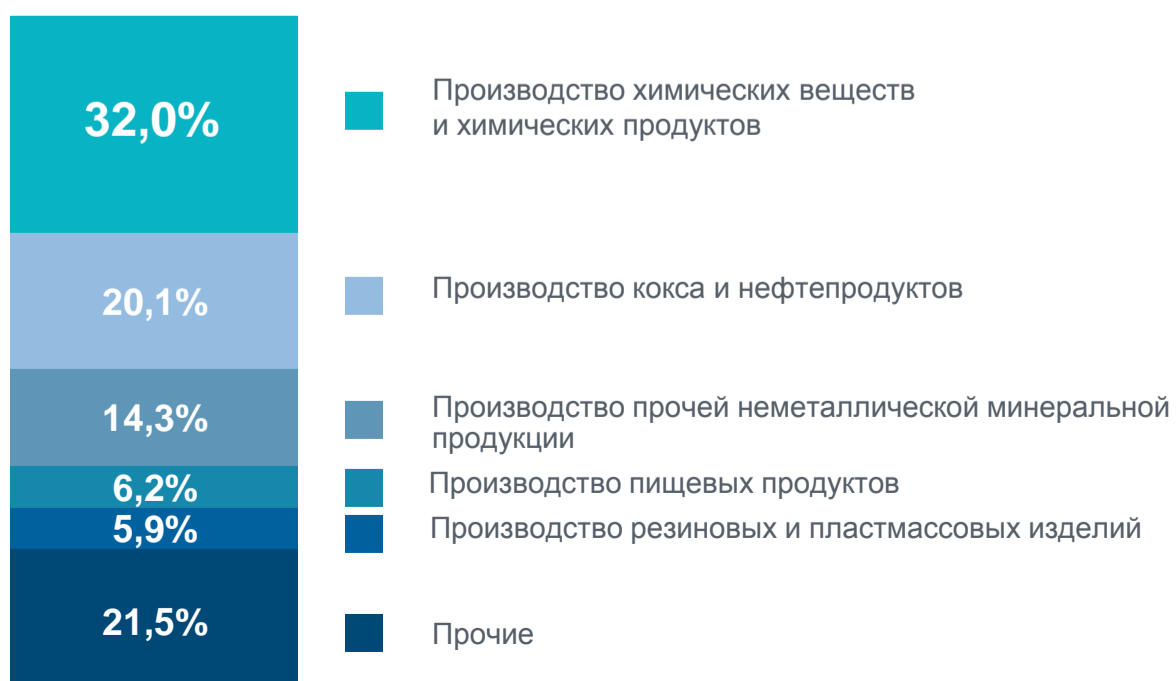 32,0%
Производство химических веществ
и химических продуктов
20,1%
Производство кокса и нефтепродуктов
14,3%
Производство прочей неметаллической минеральной
продукции
6,2%
Производство пищевых продуктов
5,9%
Производство резиновых и пластмассовых изделий
21,5%
Прочие